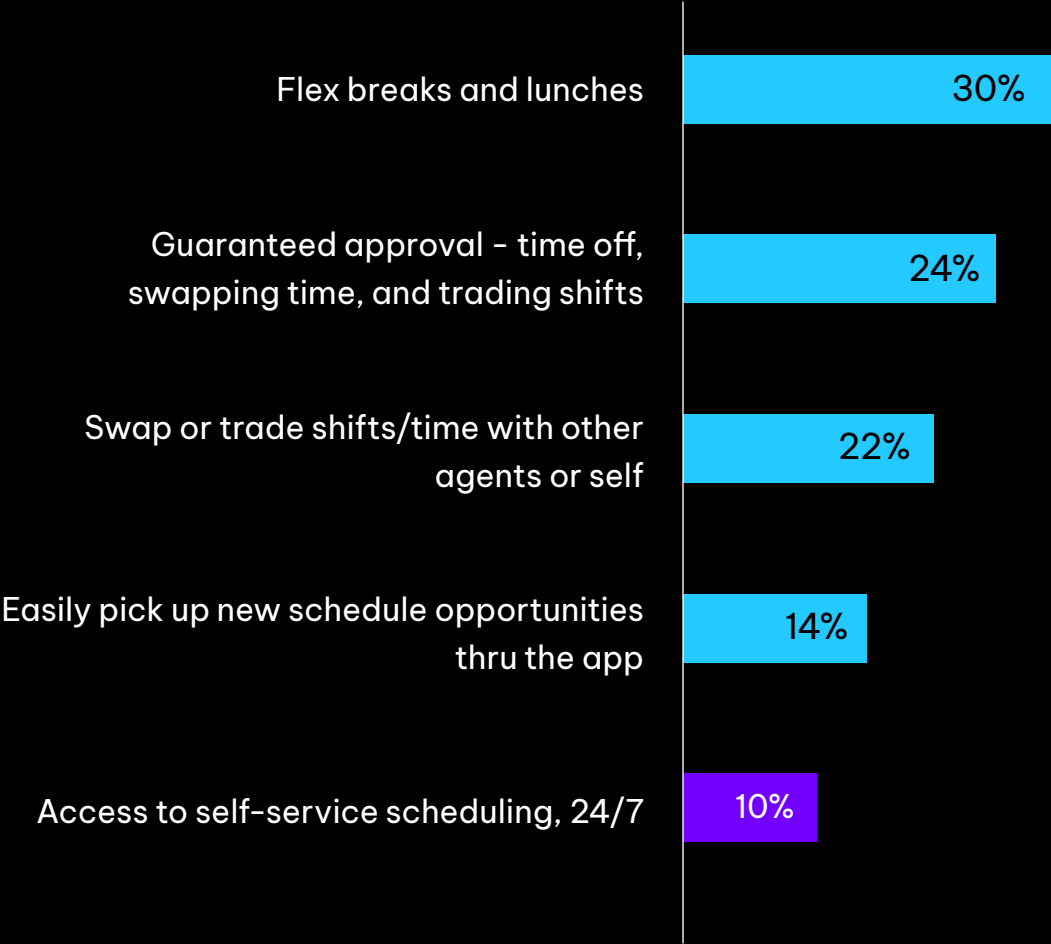 Flex breaks and lunches
30%
Guaranteed approval - time off,
swapping time, and trading shifts
24%
Swap or trade shifts/time with other
agents or self
22%
Easily pick up new schedule opportunities
thru the app
14%
Access to self-service scheduling, 24/7
10%